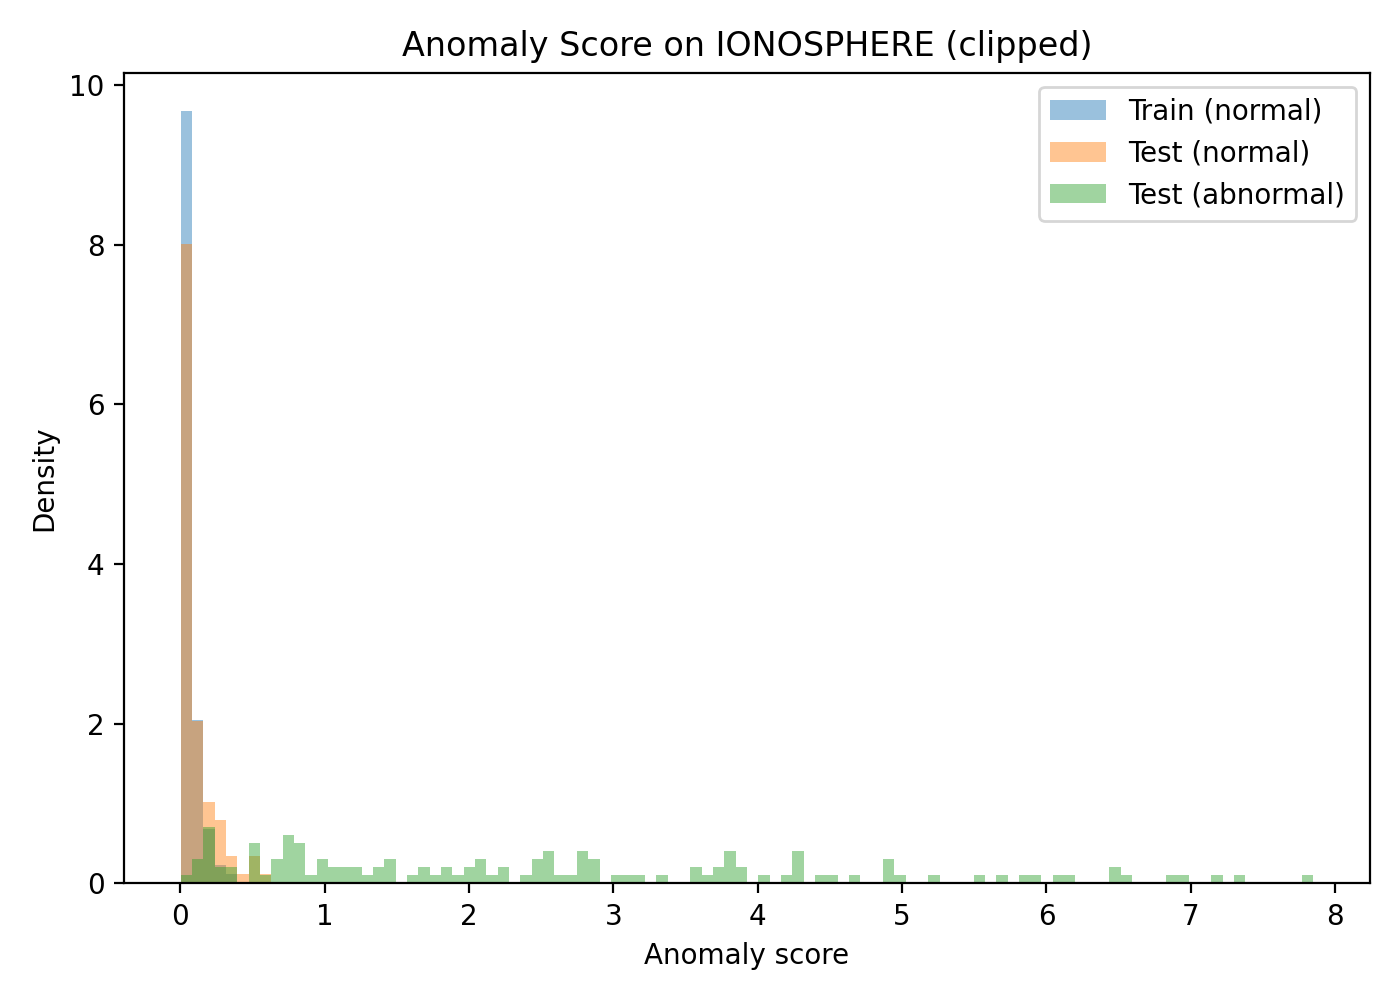 Anomaly Score on IONOSPHERE (clipped)
Train (normal)
Test (normal)
Test (abnormal)
Density
10
8
6
4
2
0
0 1 2 3 4 5 6 7 8
Anomaly score